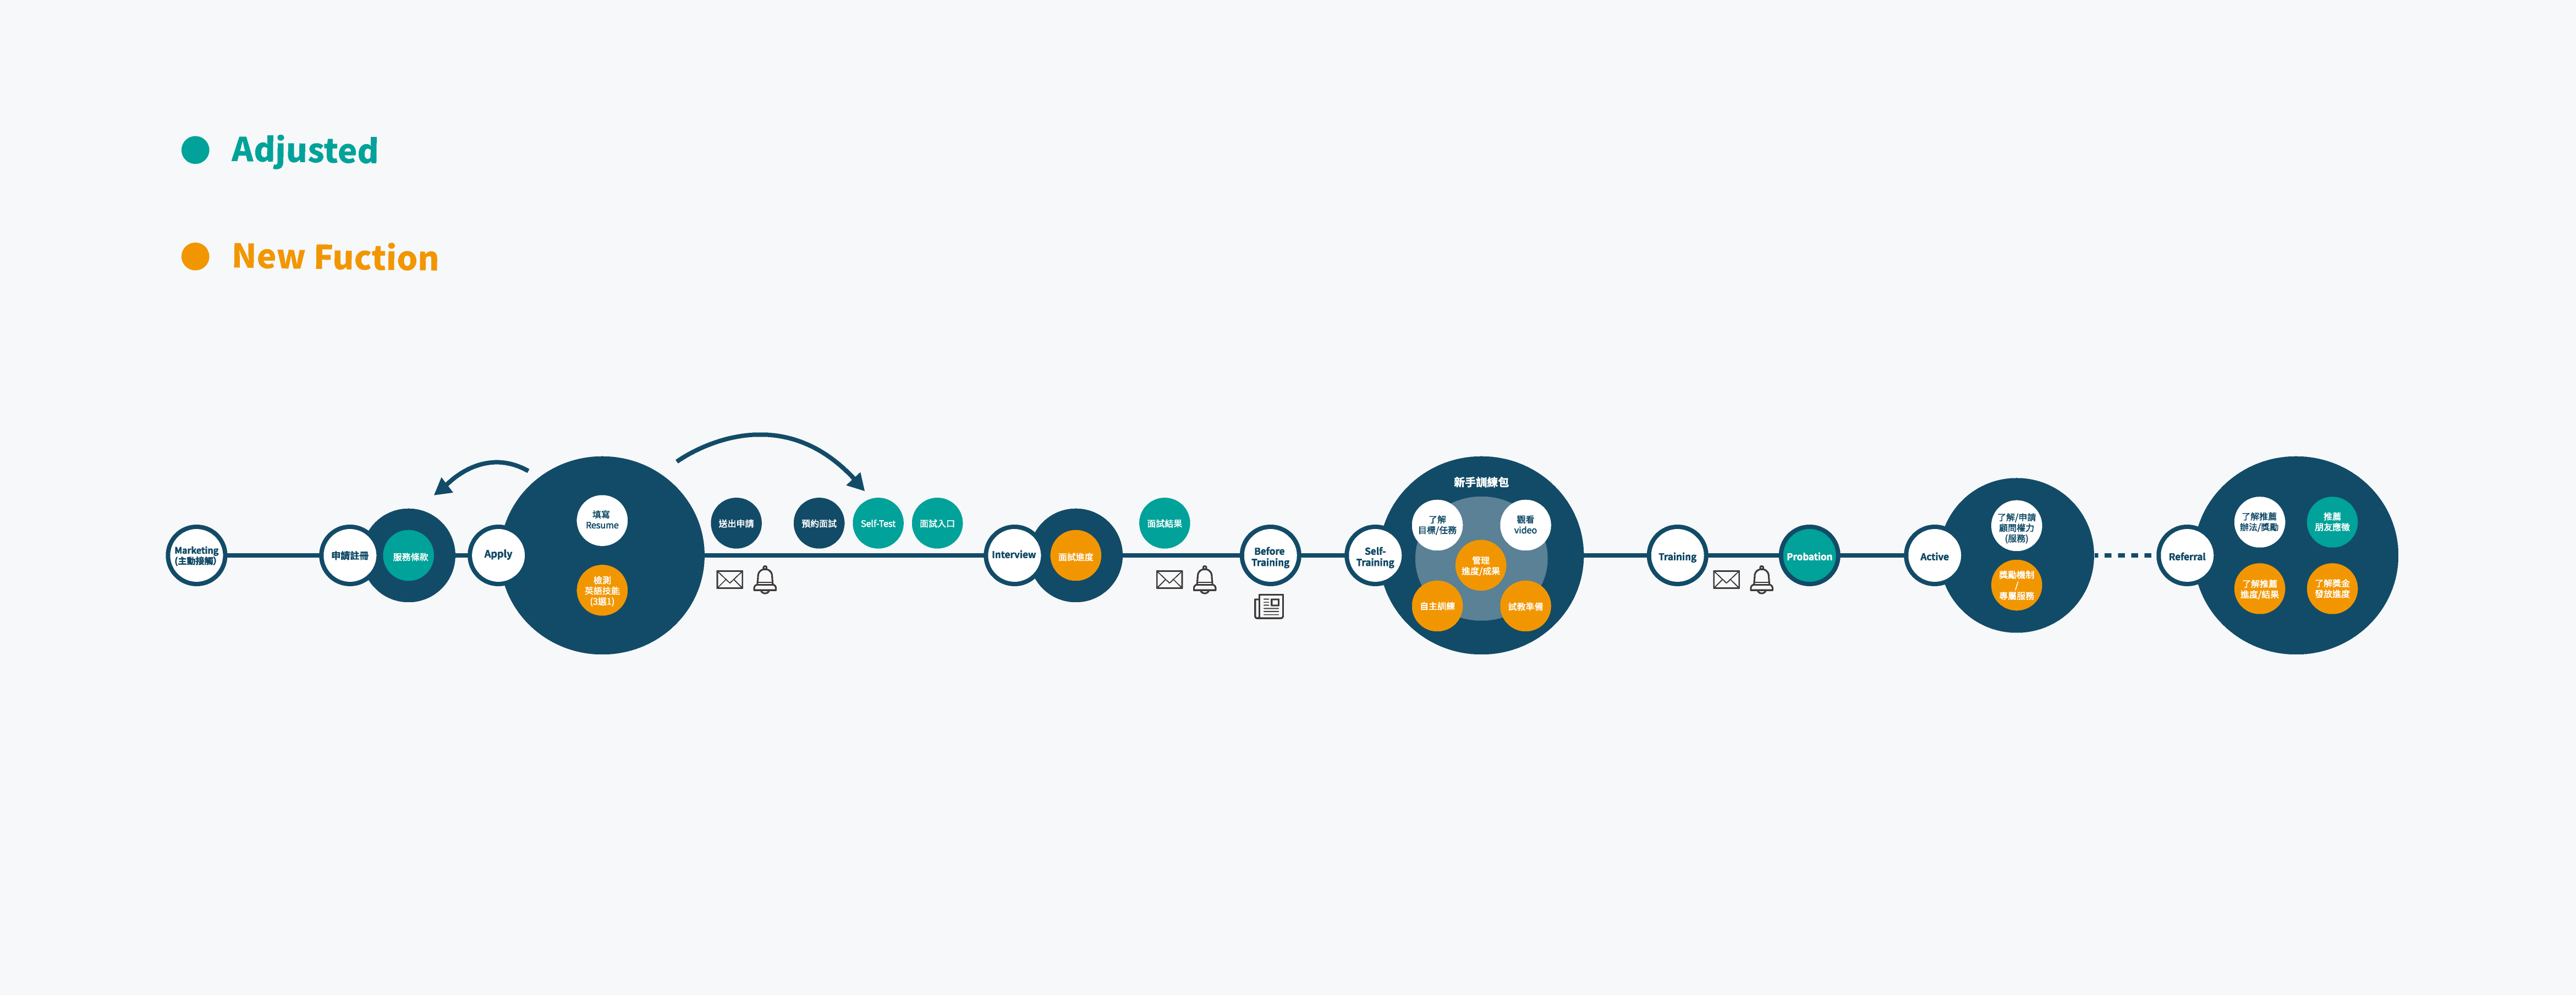 Adjusted
New Fuction
Marketing
(主動接觸)
申請註冊
服務條款
Apply
填寫
Resume
檢測
英語技能
(3選1)
送出申請
預約面試
Self-Test
面試入口
Interview
面試進度
面試結果
Before
Training
Self-
Training
新手訓練包
了解
目標/任務
觀看
video
管理
進度/成果
自主訓練
試教準備
Training
Probation
Active
了解/申請
顧問權力
(服務)
獎勵機制
/
專屬服務
Referral
了解推薦
辦法/獎勵
推薦
朋友應徵
了解推薦
進度/結果
了解獎金
發放進度